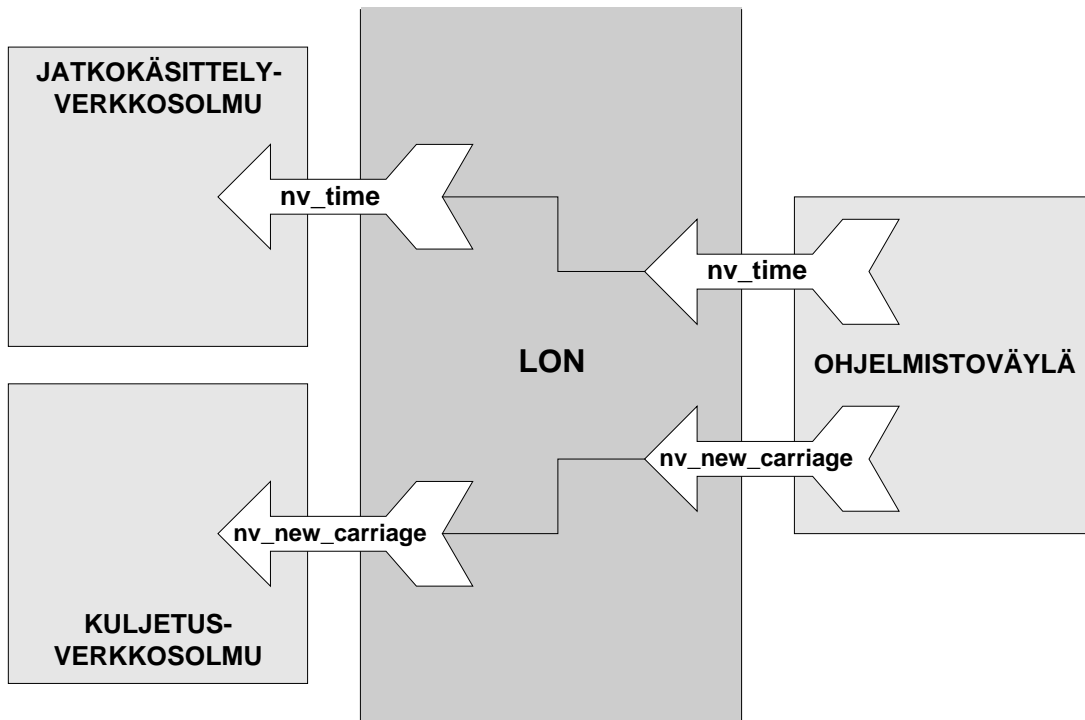 JATKOKÄSITTELY-
VERKKOSOLMU
nv_time
nv_time
LON
OHJELMISTOVÄYLÄ
nv_new_carriage
nv_new_carriage
KULJETUS-
VERKKOSOLMU